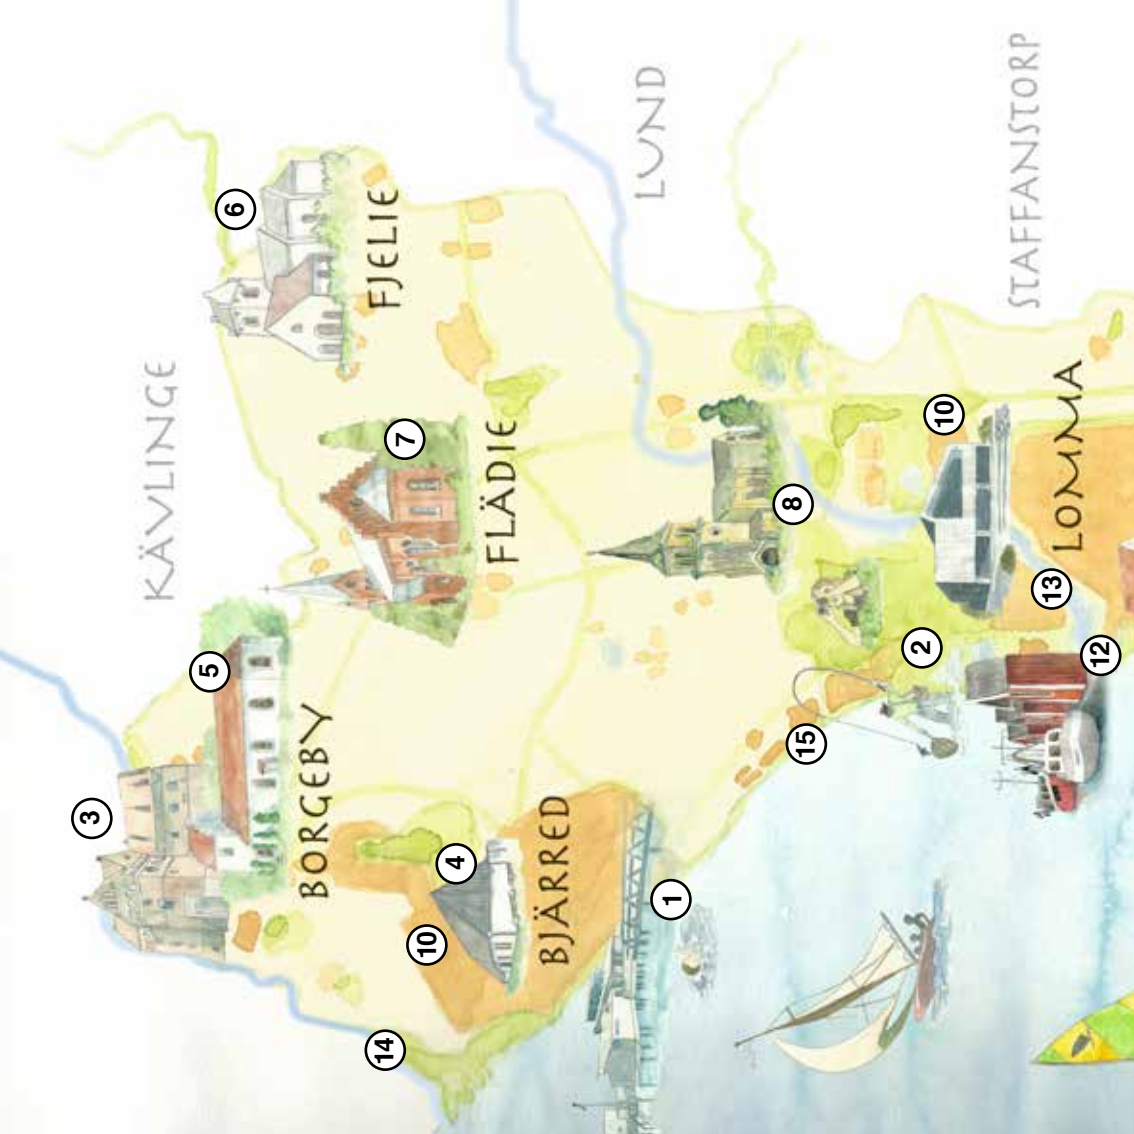 KÄVLINGE
LUND
STAFFANSTORP
6
FJELIE
7
FLÄDIE
10
LOMMA
8
13
5
2
12
3
BORGEBY
15
4
BJÄRRED
1
10
14